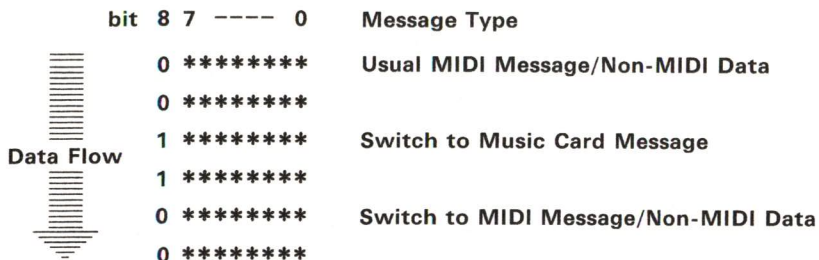 bit 8 7 ---- 0 Message Type
0 ******** Usual MIDI Message/Non-MIDI Data
0 ********
1 ******** Switch to Music Card Message
Data Flow
1 ********
0 ******** Switch to MIDI Message/Non-MIDI Data
0 ********